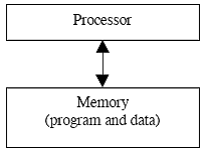 Processor
Memory
(program and data)